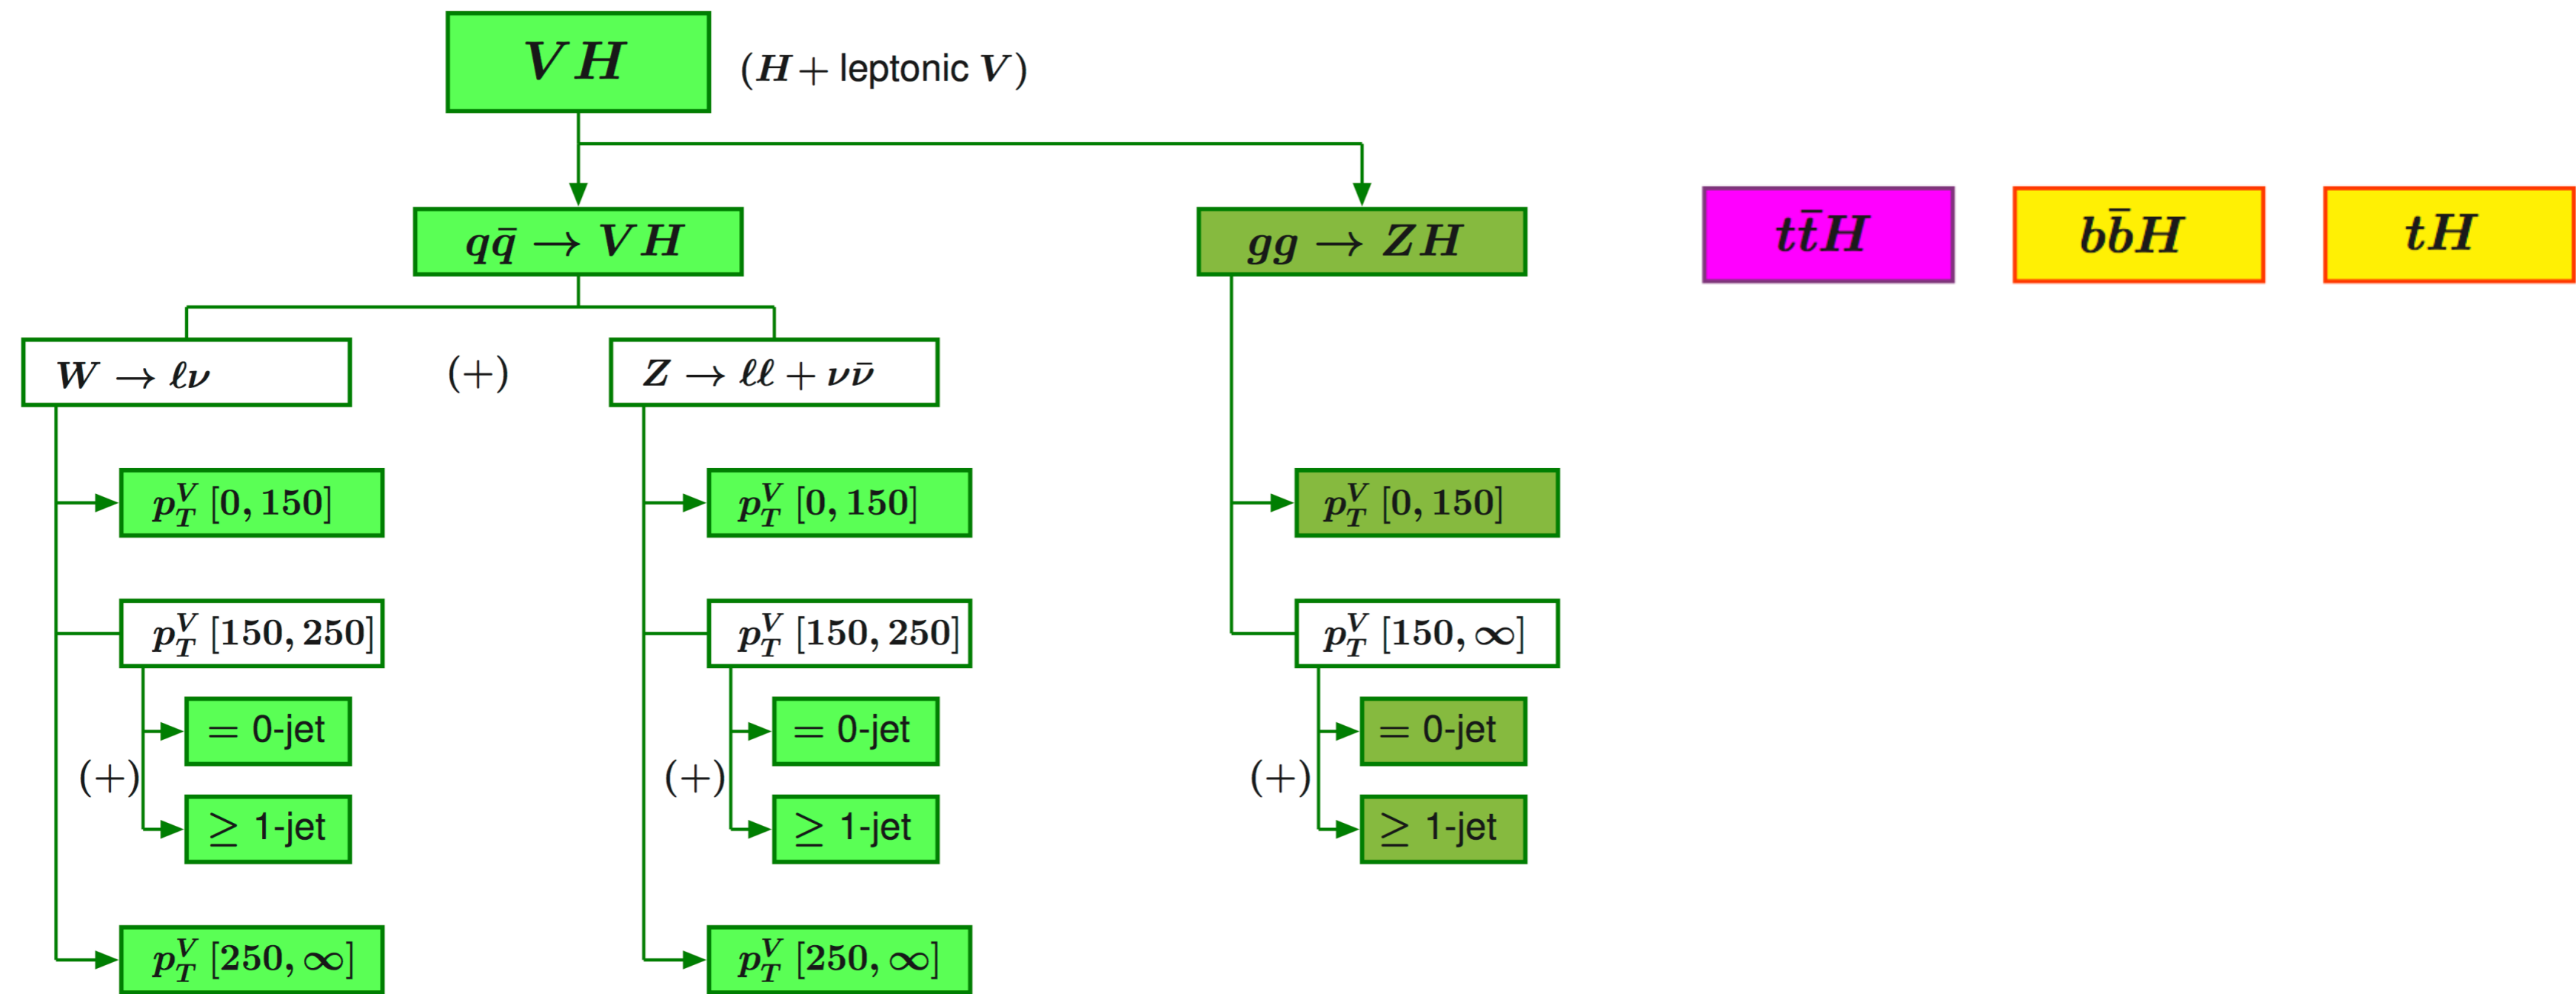 VH (H + leptonic V)
qq̄ → VH gg → ZH tt̄H bb̄H tH
W → ℓν (+) Z → ℓℓ + νν̄
p_T^V [0, 150] p_T^V [0, 150] p_T^V [0, 150]
p_T^V [150, 250] p_T^V [150, 250] p_T^V [150, ∞]
= 0-jet = 0-jet = 0-jet
(+) (+) (+)
≥ 1-jet ≥ 1-jet ≥ 1-jet
p_T^V [250, ∞] p_T^V [250, ∞]